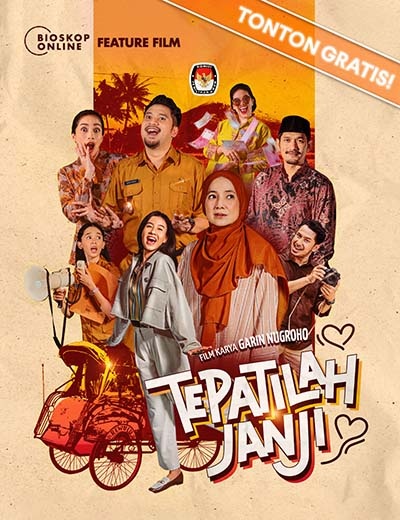 BIOSKOP
ONLINE
FEATURE FILM
TONTON GRATIS!
FILM KARYA GARIN NUGROHO
TEPATILAH
JANJI